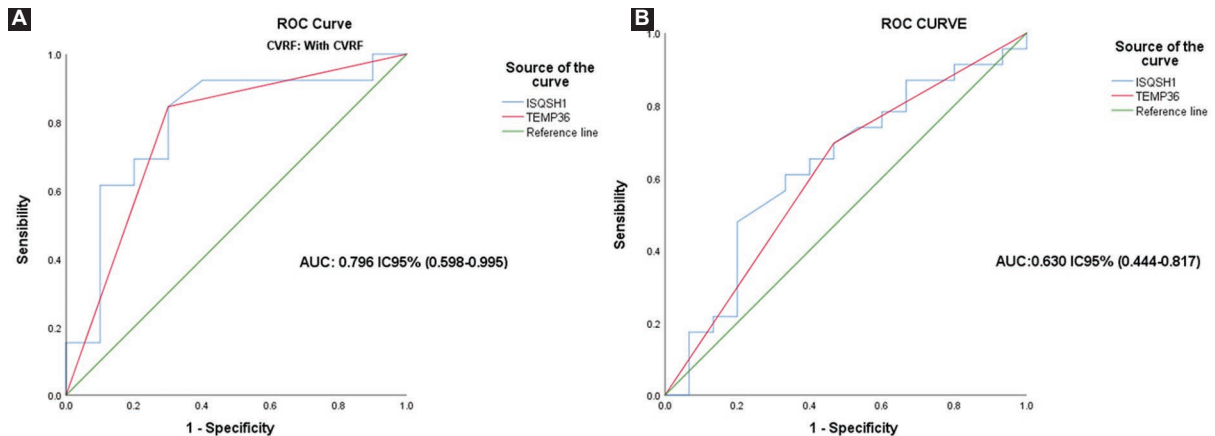 A
ROC Curve
CVRF: With CVRF
1.0
0.8
0.6
0.4
0.2
0.0
0.0
0.2
0.4
0.6
0.8
1.0
Sensibility
1 - Specificity
Source of the
curve
ISQSH1
TEMP36
Reference line
AUC: 0.796 IC95% (0.598-0.995)
B
ROC CURVE
1.0
0.8
0.6
0.4
0.2
0.0
0.0
0.2
0.4
0.6
0.8
1.0
Sensibility
1 - Specificity
Source of the
curve
ISQSH1
TEMP36
Reference line
AUC:0.630 IC95% (0.444-0.817)